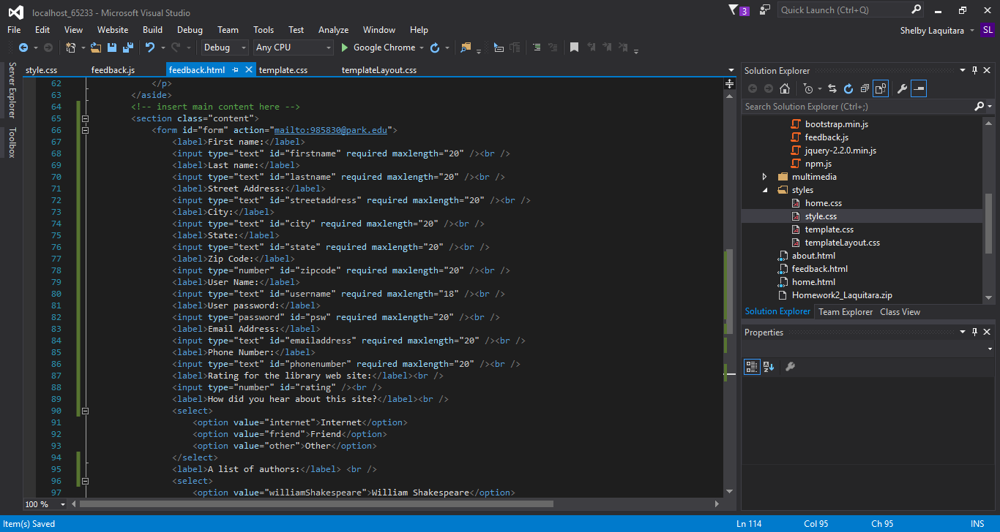 localhost_65233 - Microsoft Visual Studio
3
Quick Launch (Ctrl+Q)
File Edit View Website Build Debug Team Tools Test Analyze Window Help
Shelby Laquitara SL
Debug Any CPU Google Chrome
Server Explorer
Toolbox
style.css feedback.js feedback.html template.css templateLayout.css
62 </p>
63 </aside>
64 <!-- insert main content here -->
65 <section class="content">
66 <form id="form" action="mailto:985830@park.edu">
67 <label>First name:</label>
68 <input type="text" id="firstname" required maxlength="20" /><br />
69 <label>Last name:</label>
70 <input type="text" id="lastname" required maxlength="20" /><br />
71 <label>Street Address:</label>
72 <input type="text" id="streetaddress" required maxlength="20" /><br />
73 <label>City:</label>
74 <input type="text" id="city" required maxlength="20" /><br />
75 <label>State:</label>
76 <input type="text" id="state" required maxlength="20" /><br />
77 <label>Zip Code:</label>
78 <input type="number" id="zipcode" required maxlength="20" /><br />
79 <label>User Name:</label>
80 <input type="text" id="username" required maxlength="18" /><br />
81 <label>User password:</label>
82 <input type="password" id="psw" required maxlength="20" /><br />
83 <label>Email Address:</label>
84 <input type="text" id="emailaddress" required maxlength="20" /><br />
85 <label>Phone Number:</label>
86 <input type="text" id="phonenumber" required maxlength="20" /><br />
87 <label>Rating for the library web site:</label><br />
88 <input type="number" id="rating" /><br />
89 <label>How did you hear about this site?</label><br />
90 <select>
91 <option value="internet">Internet</option>
92 <option value="friend">Friend</option>
93 <option value="other">Other</option>
94 </select>
95 <label>A list of authors:</label> <br />
96 <select>
97 <option value="williamShakespeare">William Shakespeare</option>
100 %
Solution Explorer
Search Solution Explorer (Ctrl+;)
bootstrap.min.js
feedback.js
jquery-2.2.0.min.js
npm.js
multimedia
styles
home.css
style.css
template.css
templateLayout.css
about.html
feedback.html
home.html
Homework2_Laquitara.zip
Solution Explorer Team Explorer Class View
Properties
Item(s) Saved Ln 114 Col 95 Ch 95 INS